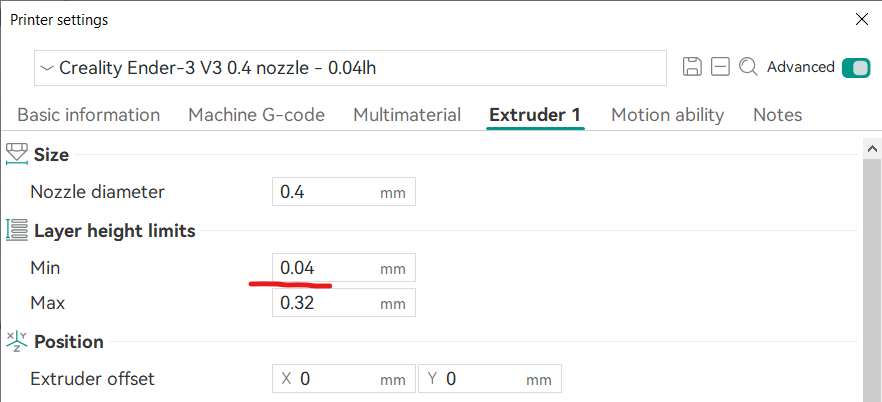 Printer settings
Creality Ender-3 V3 0.4 nozzle - 0.04lh
Advanced
Basic information Machine G-code Multimaterial Extruder 1 Motion ability Notes
Size
Nozzle diameter 0.4 mm
Layer height limits
Min 0.04 mm
Max 0.32 mm
X Y Z
Position
Extruder offset X 0 mm Y 0 mm